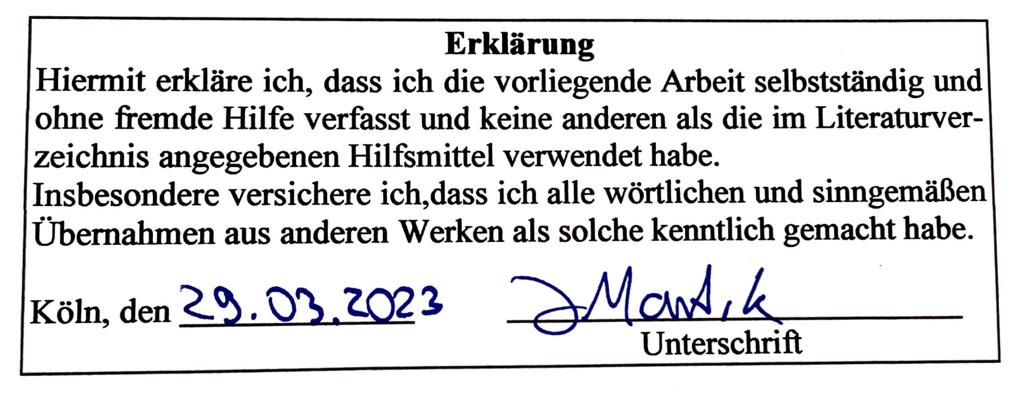 Erklärung
Hiermit erkläre ich, dass ich die vorliegende Arbeit selbstständig und
ohne fremde Hilfe verfasst und keine anderen als die im Literaturver-
zeichnis angegebenen Hilfsmittel verwendet habe.
Insbesondere versichere ich,dass ich alle wörtlichen und sinngemäßen
Übernahmen aus anderen Werken als solche kenntlich gemacht habe.
Köln, den 29.03.2023
Unterschrift